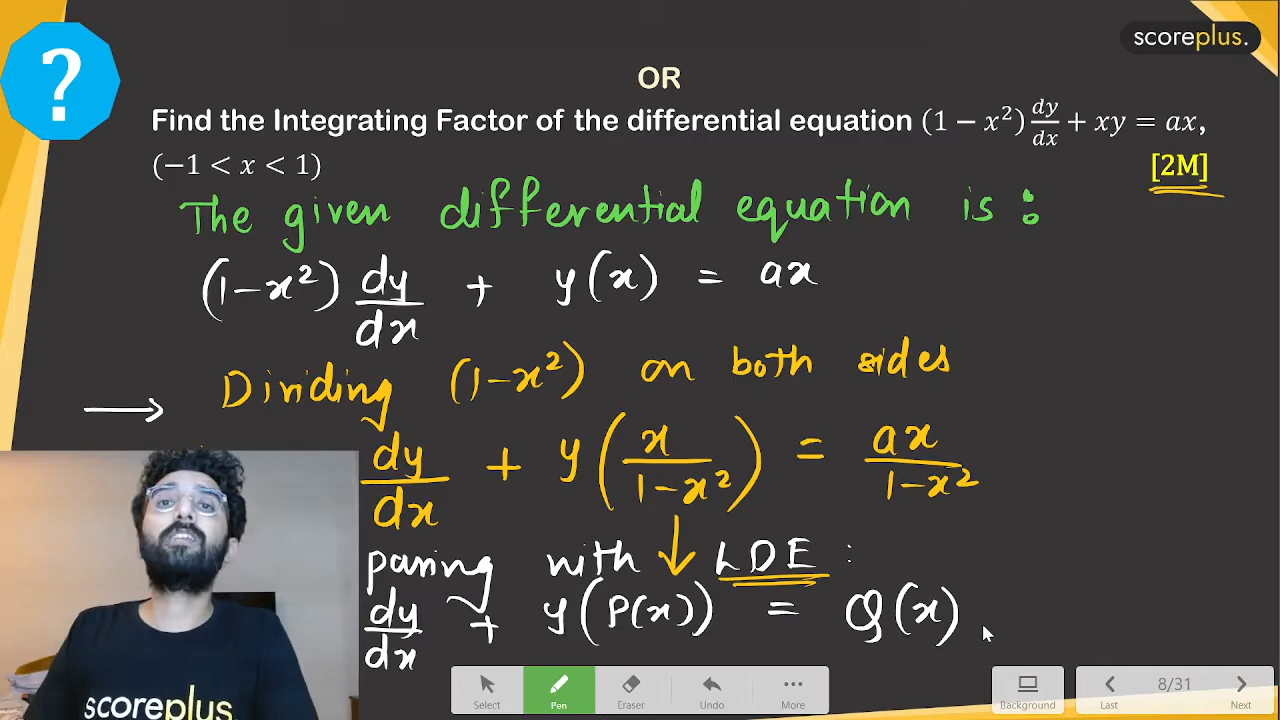 scoreplus.
?
OR
Find the Integrating Factor of the differential equation (1 − x²) dy/dx + xy = ax,
(−1 < x < 1)
[2M]
The given differential equation is :
(1-x²) dy/dx + y(x) = ax
→ Dividing (1-x²) on both sides
dy/dx + y(x/(1-x²)) = ax/(1-x²)
paring with ↓ LDE :
dy/dx + y(P(x)) = Q(x)
scoreplus
Select
Pen
Eraser
Undo
More
Background
Last
8/31
Next